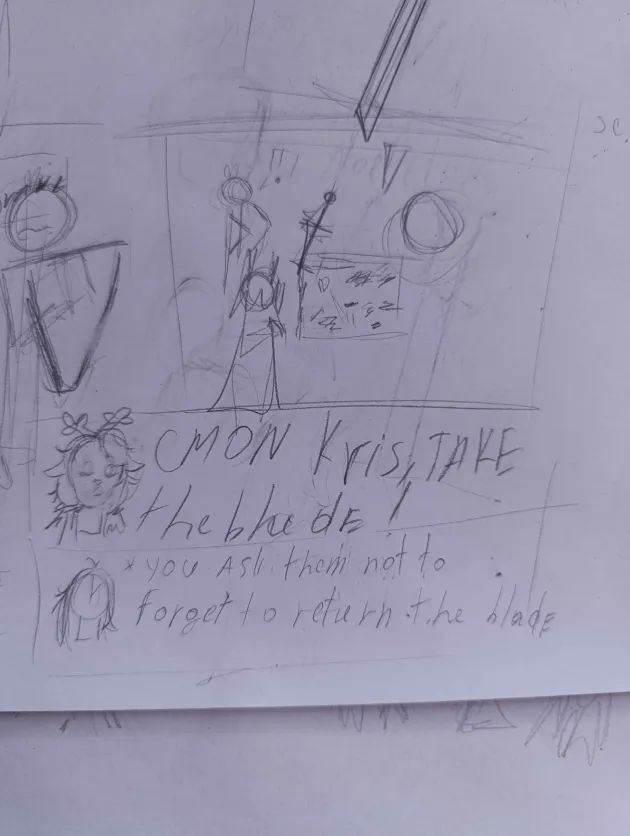 !!
CMON Kris, TAKE
the blade !
* you Ask them not to
forget to return the blade